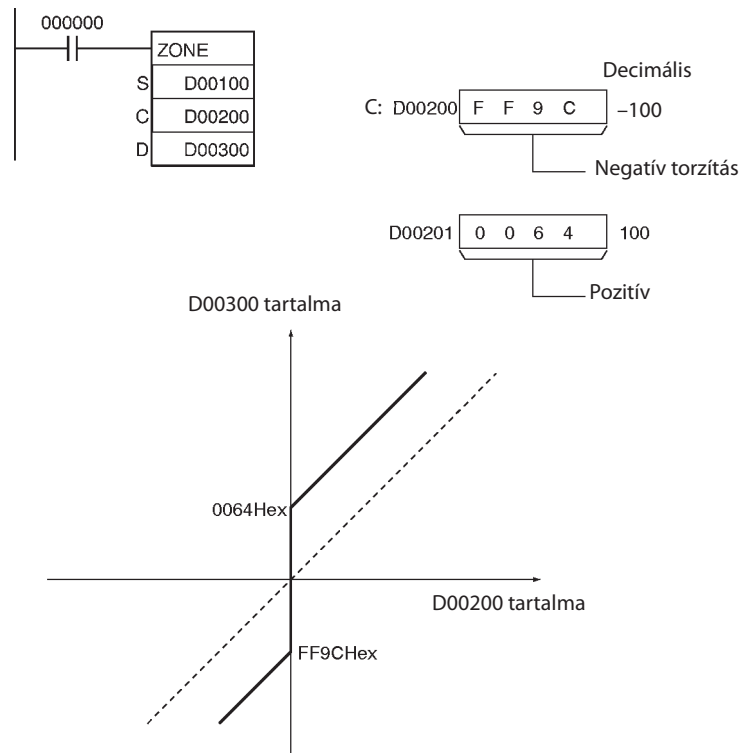 000000
ZONE
S D00100
C D00200
D D00300
Decimális
C: D00200 F F 9 C –100
Negatív torzítás
D00201 0 0 6 4 100
Pozitív
D00300 tartalma
0064Hex
D00200 tartalma
FF9CHex